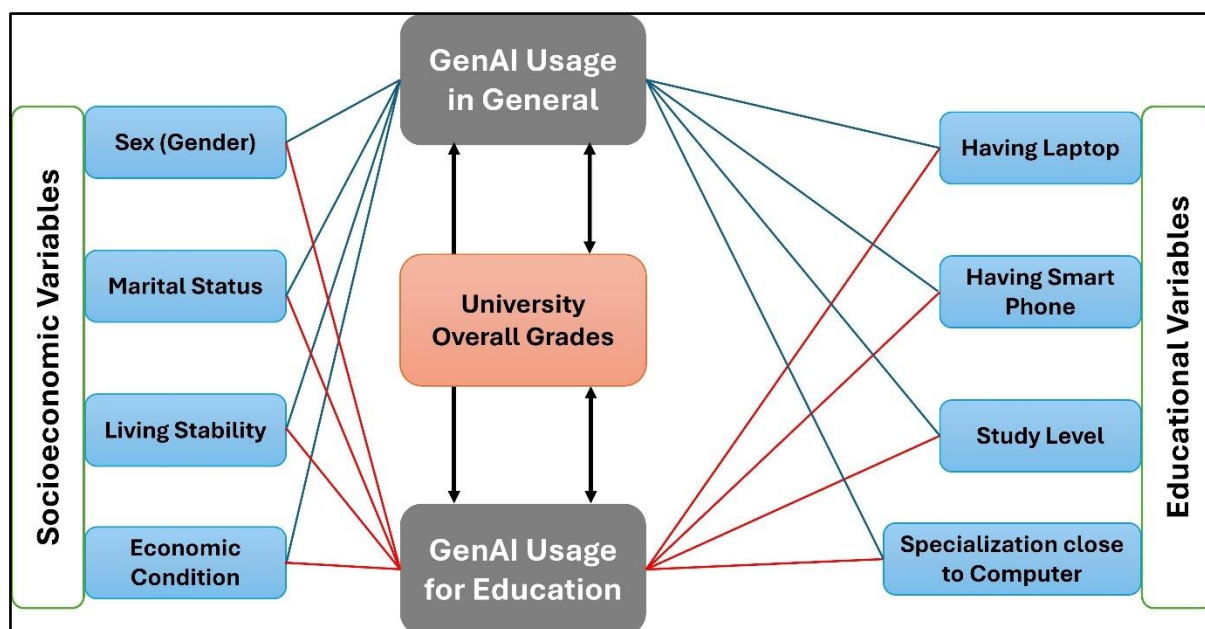 GenAI Usage
in General
Socioeconomic Variables
Sex (Gender)
Marital Status
Living Stability
Economic
Condition
University
Overall Grades
GenAI Usage
for Education
Having Laptop
Having Smart
Phone
Study Level
Specialization close
to Computer
Educational Variables